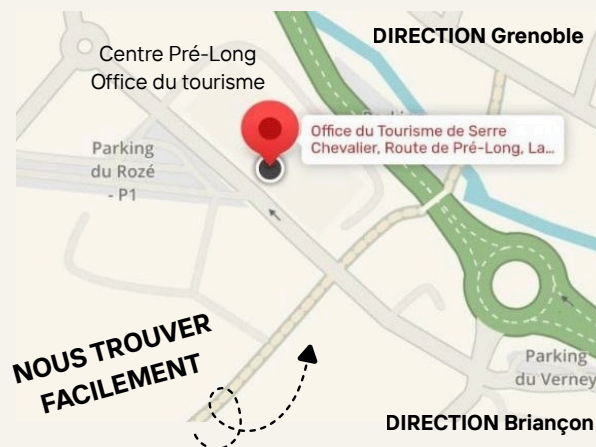 DIRECTION Grenoble
Centre Pré-Long
Office du tourisme
Office du Tourisme de Serre
Chevalier, Route de Pré-Long, La...
Parking
du Rozé
- P1
NOUS TROUVER
FACILEMENT
Parking
du Verney
DIRECTION Briançon